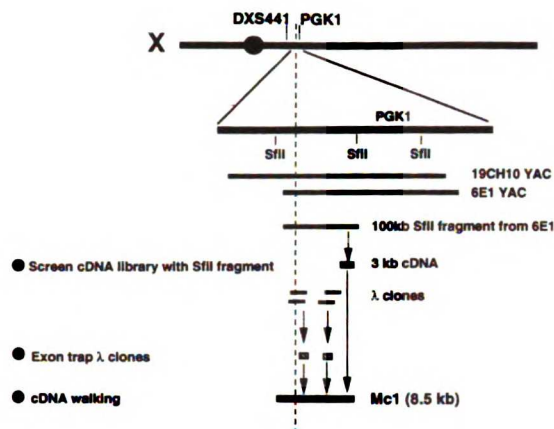 DXS441 PGK1
X
PGK1
SfiI SfiI SfiI
19CH10 YAC
6E1 YAC
100kb SfiI fragment from 6E1
● Screen cDNA library with SfiI fragment
3 kb cDNA
λ clones
● Exon trap λ clones
● cDNA walking
Mc1 (8.5 kb)